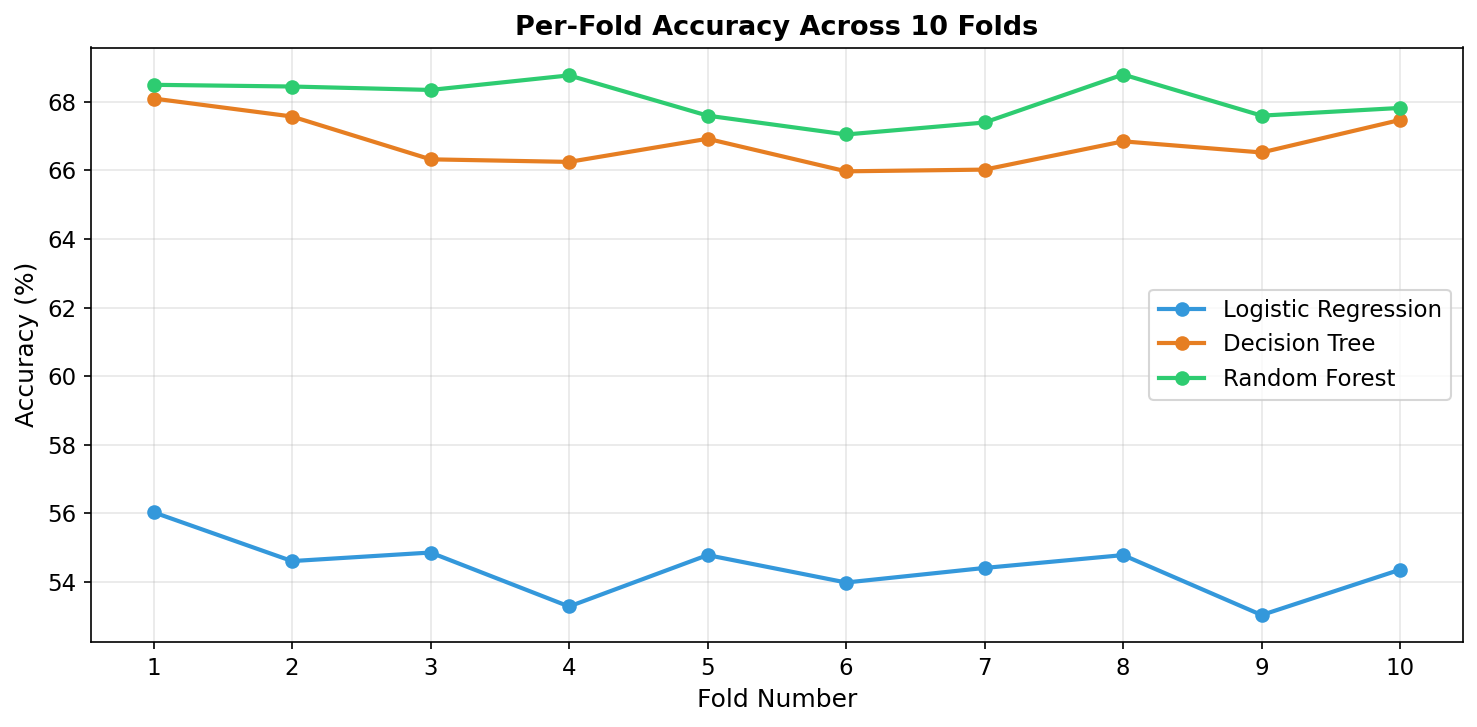 Per-Fold Accuracy Across 10 Folds
Accuracy (%)
68
66
64
62
60
58
56
54
Logistic Regression
Decision Tree
Random Forest
1 2 3 4 5 6 7 8 9 10
Fold Number